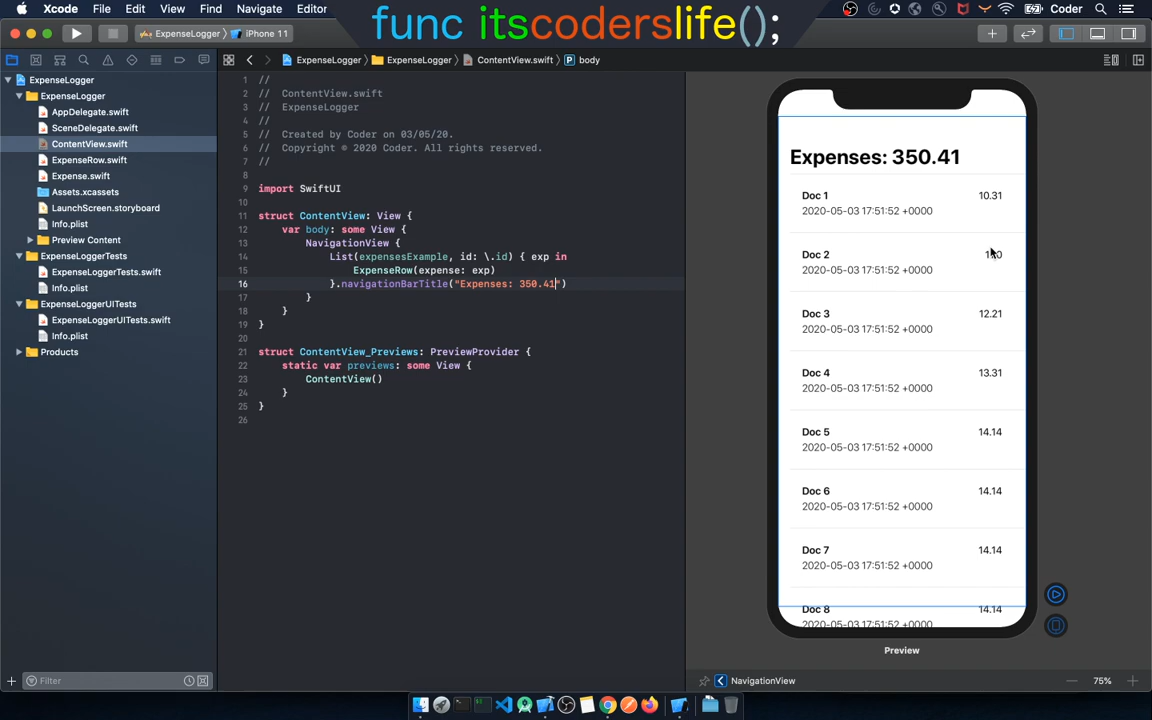 Xcode File Edit View Find Navigate Editor
func itscoderslife();
Coder
ExpenseLogger › iPhone 11
ExpenseLogger › ExpenseLogger › ContentView.swift › P body
ExpenseLogger
ExpenseLogger
AppDelegate.swift
SceneDelegate.swift
ContentView.swift
ExpenseRow.swift
Expense.swift
Assets.xcassets
LaunchScreen.storyboard
Info.plist
Preview Content
ExpenseLoggerTests
ExpenseLoggerTests.swift
Info.plist
ExpenseLoggerUITests
ExpenseLoggerUITests.swift
Info.plist
Products
Filter
1 //
2 // ContentView.swift
3 // ExpenseLogger
4 //
5 // Created by Coder on 03/05/20.
6 // Copyright © 2020 Coder. All rights reserved.
7 //
8
9 import SwiftUI
10
11 struct ContentView: View {
12 var body: some View {
13 NavigationView {
14 List(expensesExample, id: \.id) { exp in
15 ExpenseRow(expense: exp)
16 }.navigationBarTitle("Expenses: 350.41")
17 }
18 }
19 }
20
21 struct ContentView_Previews: PreviewProvider {
22 static var previews: some View {
23 ContentView()
24 }
25 }
26
Expenses: 350.41
Doc 1 10.31
2020-05-03 17:51:52 +0000
Doc 2
2020-05-03 17:51:52 +0000
Doc 3 12.21
2020-05-03 17:51:52 +0000
Doc 4 13.31
2020-05-03 17:51:52 +0000
Doc 5 14.14
2020-05-03 17:51:52 +0000
Doc 6 14.14
2020-05-03 17:51:52 +0000
Doc 7 14.14
2020-05-03 17:51:52 +0000
Doc 8 14.14
2020-05-03 17:51:52 +0000
Preview
NavigationView
75%